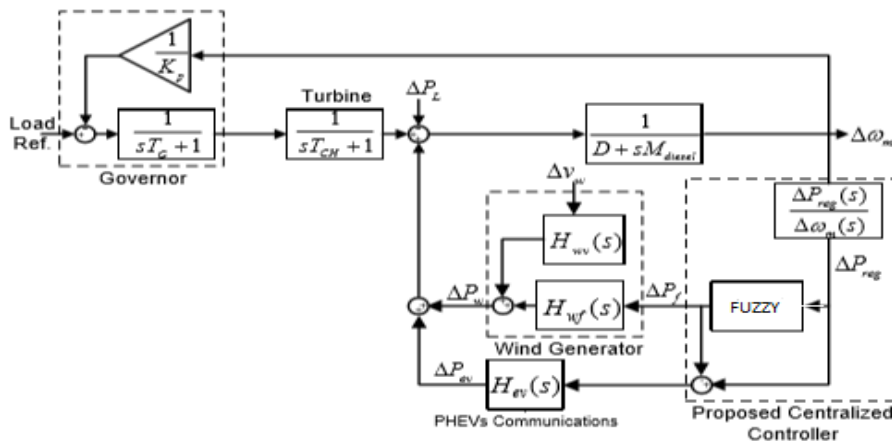 1
K_p
Load
Ref.
1
sT_G + 1
Governor
Turbine
1
sT_CH + 1
ΔP_L
1
D + sM_diesel
Δω_m
Δv_w
H_wv(s)
ΔP_w
H_wf(s)
Wind Generator
ΔP_f
ΔP_reg(s)
Δω_m(s)
ΔP_reg
FUZZY
ΔP_ev
H_ev(s)
PHEVs Communications
Proposed Centralized
Controller